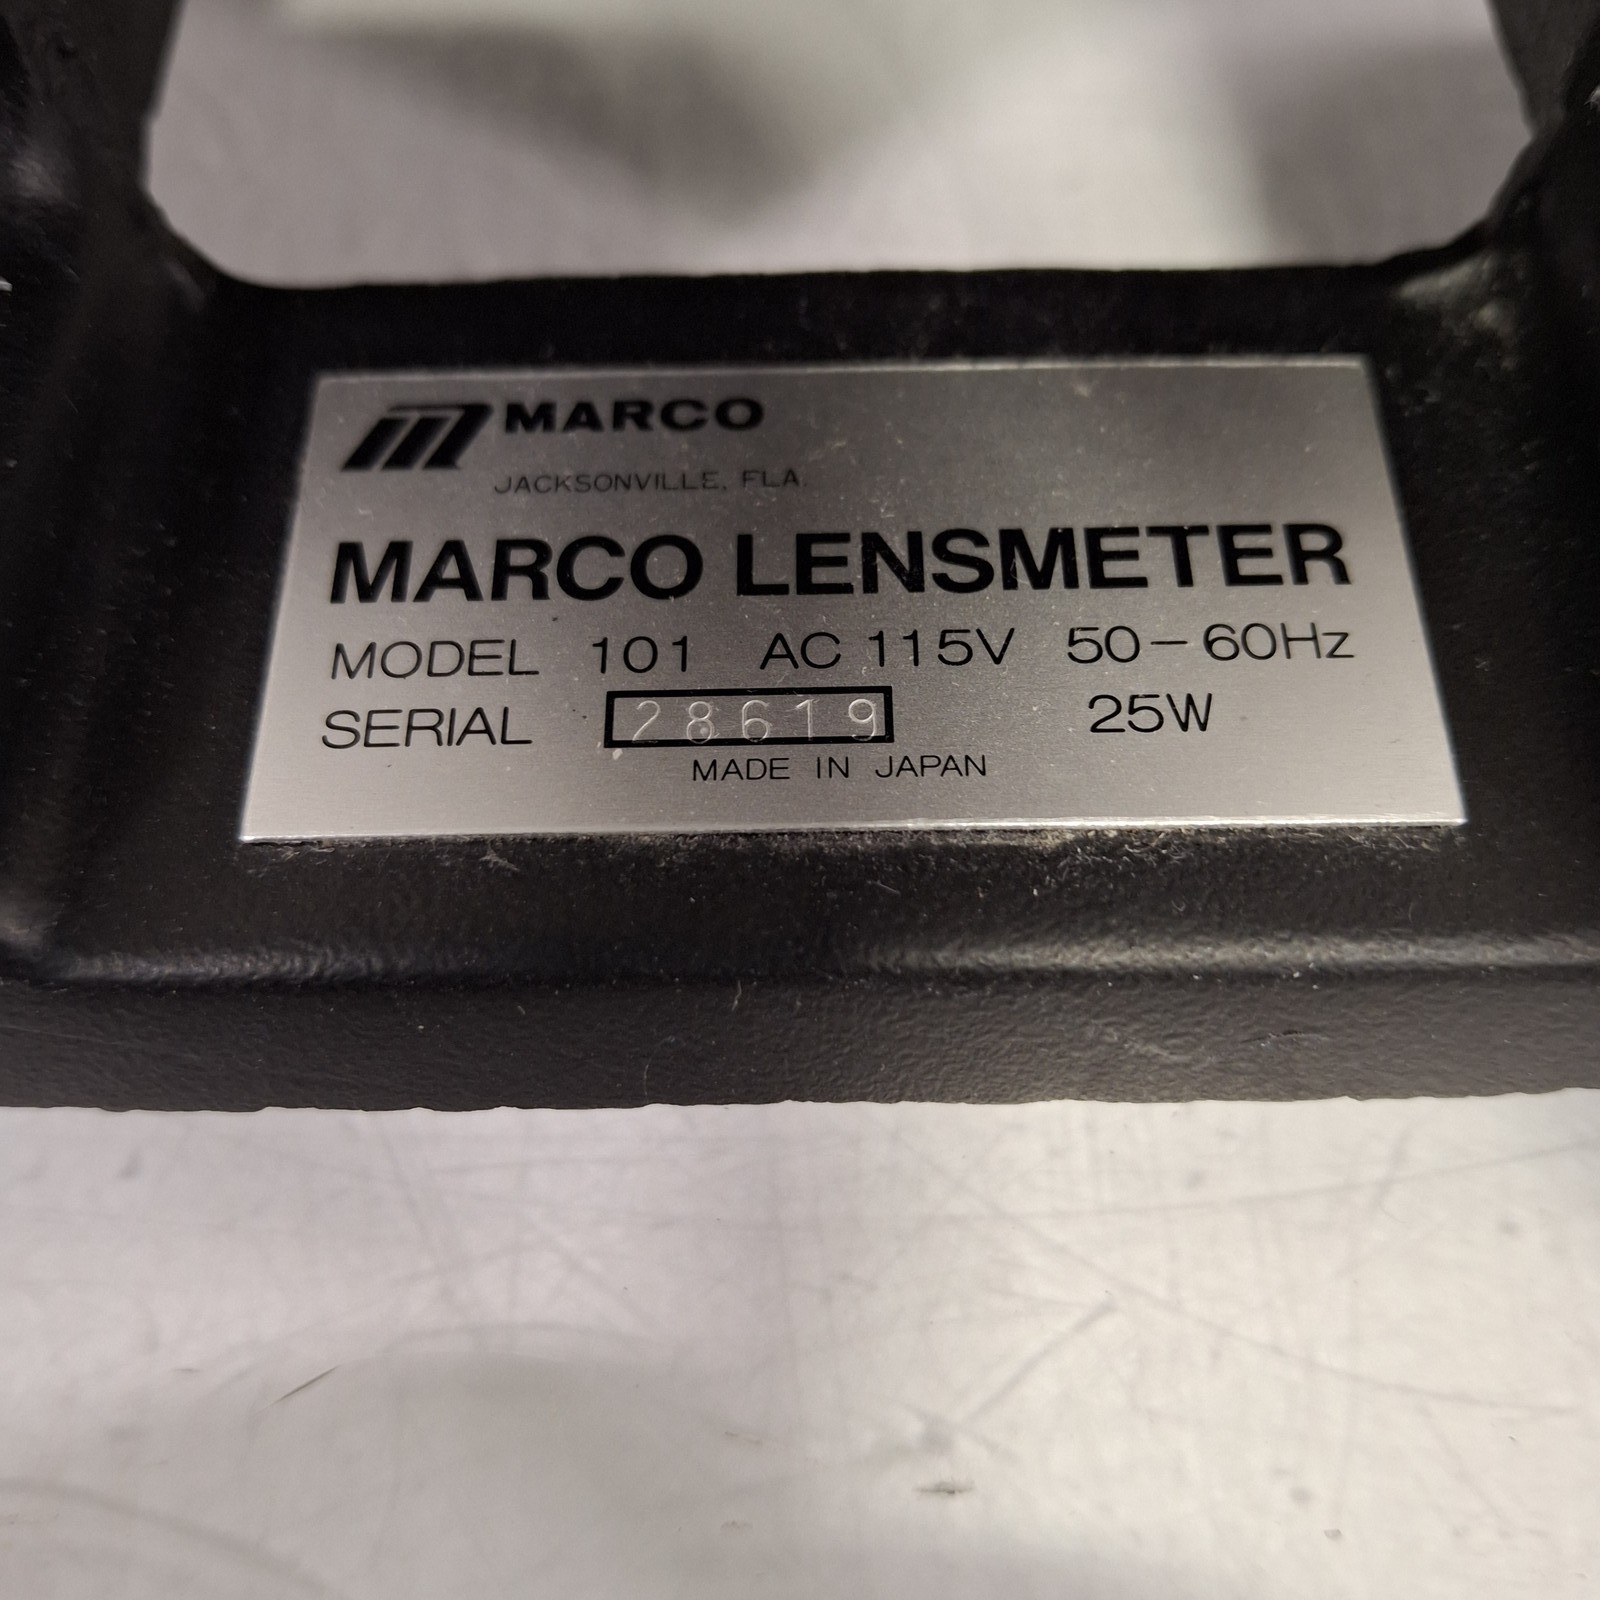 MARCO
JACKSONVILLE, FLA.
MARCO LENSMETER
MODEL 101 AC 115V 50-60Hz
SERIAL 28619 25W
MADE IN JAPAN